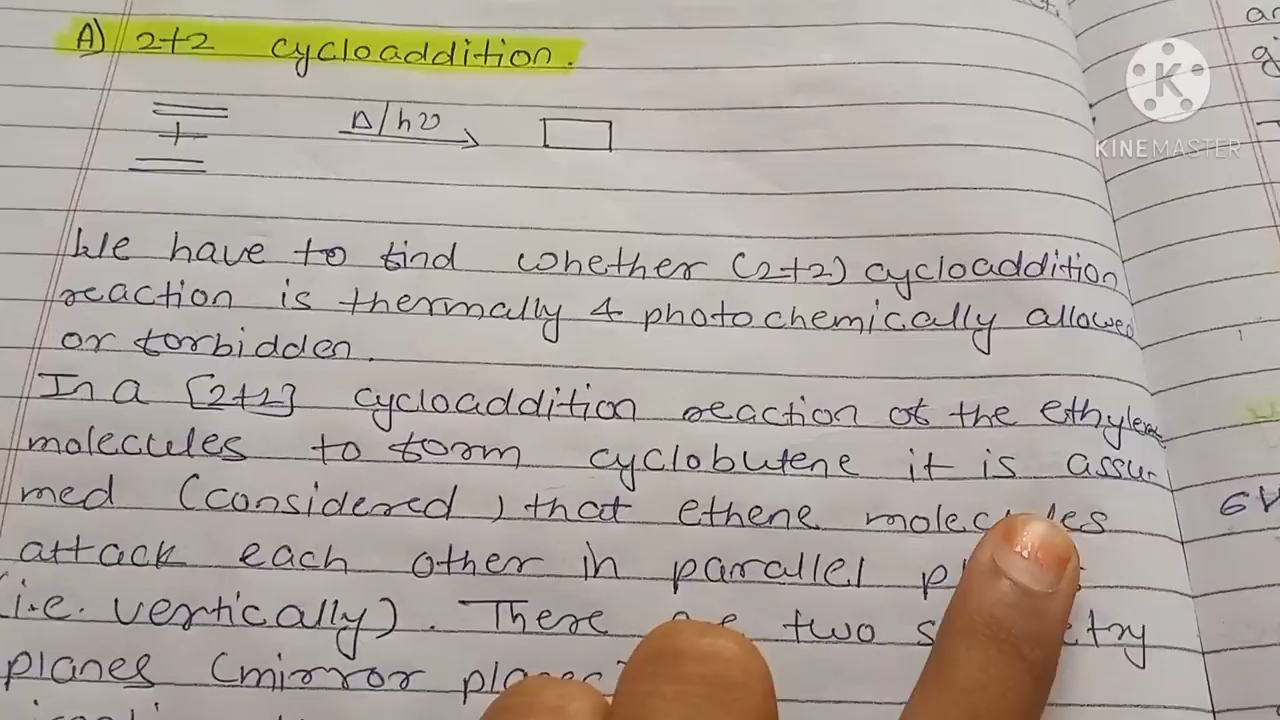 A) 2+2 cycloaddition.
+ Δ/hυ
We have to find whether (2+2) cycloaddition
reaction is thermally & photochemically allowed
or forbidden.
In a [2+2] cycloaddition reaction of the ethylene
molecules to form cyclobutene it is assu-
med (considered) that ethene molecules
attack each other in parallel
(i.e. vertically). There are two
planes (mirror
KINEMASTER